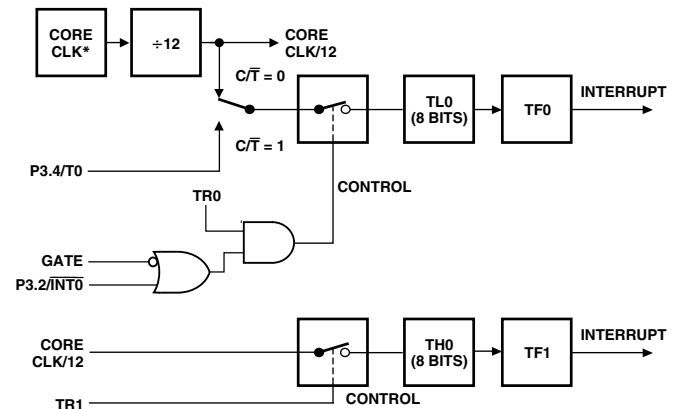 CORE
CLK*
÷12
CORE
CLK/12
C/T̅ = 0
TL0
(8 BITS)
TF0
INTERRUPT
C/T̅ = 1
P3.4/T0
CONTROL
TR0
GATE
P3.2/I̅N̅T̅0̅
CORE
CLK/12
TH0
(8 BITS)
TF1
INTERRUPT
CONTROL
TR1